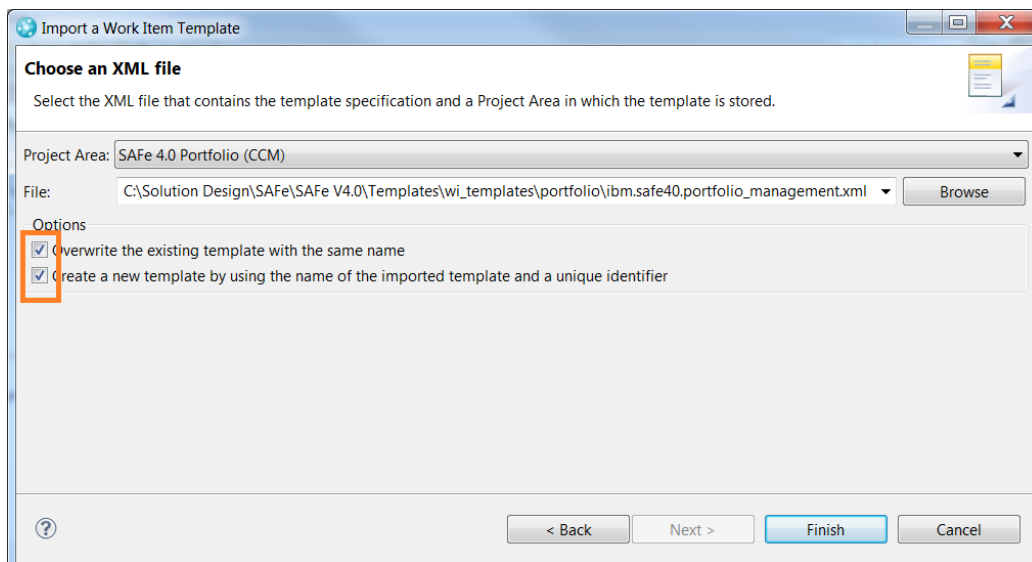 Import a Work Item Template
Choose an XML file
Select the XML file that contains the template specification and a Project Area in which the template is stored.
Project Area: SAFe 4.0 Portfolio (CCM)
File: C:\Solution Design\SAFe\SAFe V4.0\Templates\wi_templates\portfolio\ibm.safe40.portfolio_management.xml Browse
Options
Overwrite the existing template with the same name
Create a new template by using the name of the imported template and a unique identifier
? < Back Next > Finish Cancel